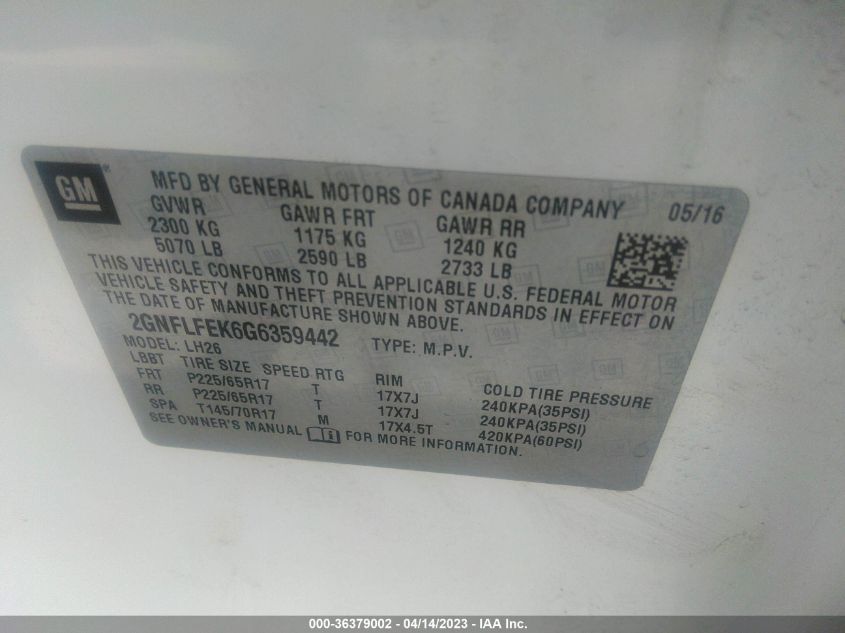 GM ®
MFD BY GENERAL MOTORS OF CANADA COMPANY 05/16
GVWR GAWR FRT GAWR RR
2300 KG 1175 KG 1240 KG
5070 LB 2590 LB 2733 LB
THIS VEHICLE CONFORMS TO ALL APPLICABLE U.S. FEDERAL MOTOR
VEHICLE SAFETY AND THEFT PREVENTION STANDARDS IN EFFECT ON
THE DATE OF MANUFACTURE SHOWN ABOVE.
2GNFLFEK6G6359442 TYPE: M.P.V.
MODEL: LH26
LBBT TIRE SIZE SPEED RTG RIM COLD TIRE PRESSURE
FRT P225/65R17 T 17X7J 240KPA(35PSI)
RR P225/65R17 T 17X7J 240KPA(35PSI)
SPA T145/70R17 M 17X4.5T 420KPA(60PSI)
SEE OWNER'S MANUAL FOR MORE INFORMATION.
000-36379002 - 04/14/2023 - IAA Inc.